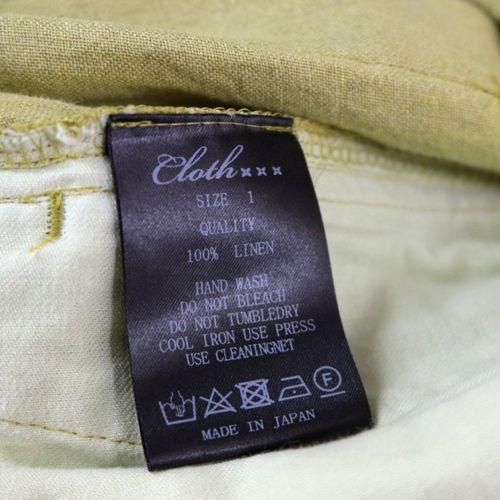 Cloth×××
SIZE 1
QUALITY
100% LINEN
HAND WASH
DO NOT BLEACH
DO NOT TUMBLEDRY
COOL IRON USE PRESS
USE CLEANINGNET
F
MADE IN JAPAN